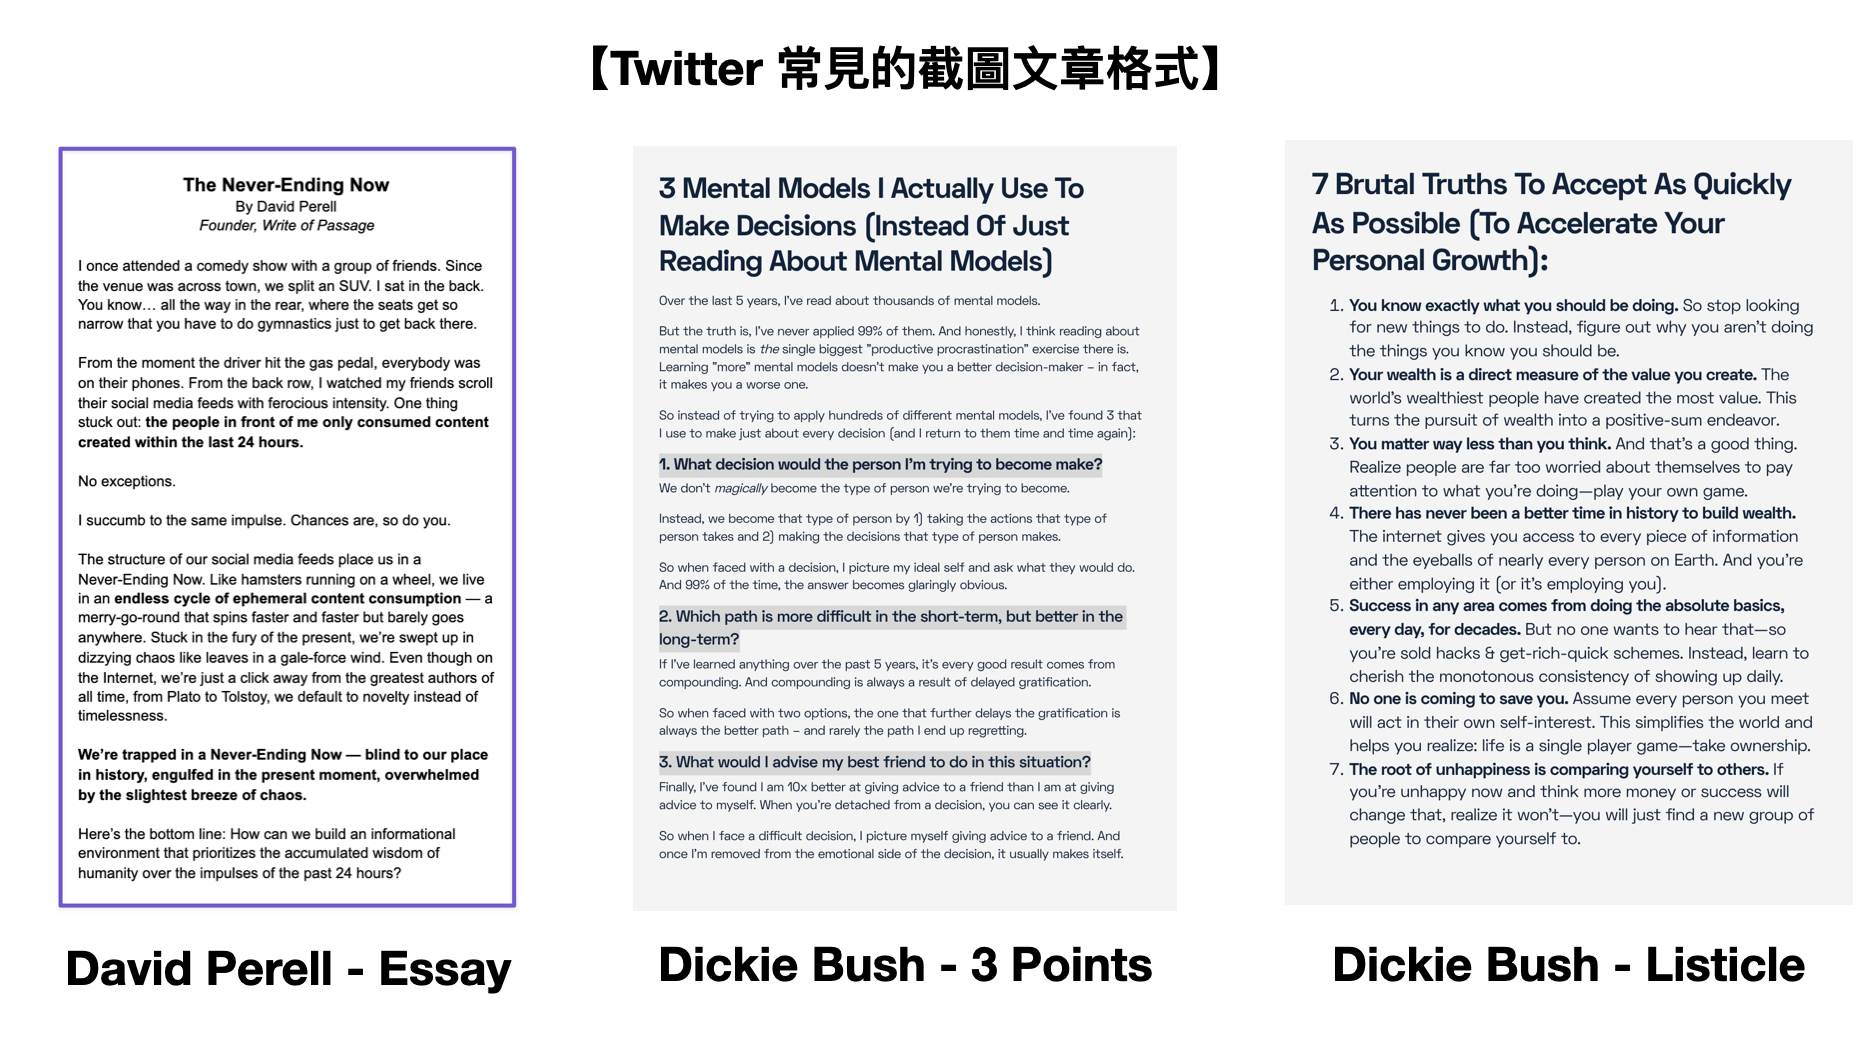 【Twitter 常見的截圖文章格式】
The Never-Ending Now
By David Perell
Founder, Write of Passage
I once attended a comedy show with a group of friends. Since
the venue was across town, we split an SUV. I sat in the back.
You know… all the way in the rear, where the seats get so
narrow that you have to do gymnastics just to get back there.
From the moment the driver hit the gas pedal, everybody was
on their phones. From the back row, I watched my friends scroll
their social media feeds with ferocious intensity. One thing
stuck out: the people in front of me only consumed content
created within the last 24 hours.
No exceptions.
I succumb to the same impulse. Chances are, so do you.
The structure of our social media feeds place us in a
Never-Ending Now. Like hamsters running on a wheel, we live
in an endless cycle of ephemeral content consumption — a
merry-go-round that spins faster and faster but barely goes
anywhere. Stuck in the fury of the present, we’re swept up in
dizzying chaos like leaves in a gale-force wind. Even though on
the Internet, we’re just a click away from the greatest authors of
all time, from Plato to Tolstoy, we default to novelty instead of
timelessness.
We’re trapped in a Never-Ending Now — blind to our place
in history, engulfed in the present moment, overwhelmed
by the slightest breeze of chaos.
Here’s the bottom line: How can we build an informational
environment that prioritizes the accumulated wisdom of
humanity over the impulses of the past 24 hours?
David Perell - Essay
3 Mental Models I Actually Use To
Make Decisions (Instead Of Just
Reading About Mental Models)
Over the last 5 years, I’ve read about thousands of mental models.
But the truth is, I’ve never applied 99% of them. And honestly, I think reading about
mental models is the single biggest "productive procrastination" exercise there is.
Learning "more" mental models doesn’t make you a better decision-maker – in fact,
it makes you a worse one.
So instead of trying to apply hundreds of different mental models, I’ve found 3 that
I use to make just about every decision (and I return to them time and time again):
1. What decision would the person I’m trying to become make?
We don’t magically become the type of person we’re trying to become.
Instead, we become that type of person by 1) taking the actions that type of
person takes and 2) making the decisions that type of person makes.
So when faced with a decision, I picture my ideal self and ask what they would do.
And 99% of the time, the answer becomes glaringly obvious.
2. Which path is more difficult in the short-term, but better in the
long-term?
If I’ve learned anything over the past 5 years, it’s every good result comes from
compounding. And compounding is always a result of delayed gratification.
So when faced with two options, the one that further delays the gratification is
always the better path – and rarely the path I end up regretting.
3. What would I advise my best friend to do in this situation?
Finally, I’ve found I am 10x better at giving advice to a friend than I am at giving
advice to myself. When you’re detached from a decision, you can see it clearly.
So when I face a difficult decision, I picture myself giving advice to a friend. And
once I’m removed from the emotional side of the decision, it usually makes itself.
Dickie Bush - 3 Points
7 Brutal Truths To Accept As Quickly
As Possible (To Accelerate Your
Personal Growth):
1. You know exactly what you should be doing. So stop looking
for new things to do. Instead, figure out why you aren’t doing
the things you know you should be.
2. Your wealth is a direct measure of the value you create. The
world’s wealthiest people have created the most value. This
turns the pursuit of wealth into a positive-sum endeavor.
3. You matter way less than you think. And that’s a good thing.
Realize people are far too worried about themselves to pay
attention to what you’re doing—play your own game.
4. There has never been a better time in history to build wealth.
The internet gives you access to every piece of information
and the eyeballs of nearly every person on Earth. And you’re
either employing it (or it’s employing you).
5. Success in any area comes from doing the absolute basics,
every day, for decades. But no one wants to hear that—so
you’re sold hacks & get-rich-quick schemes. Instead, learn to
cherish the monotonous consistency of showing up daily.
6. No one is coming to save you. Assume every person you meet
will act in their own self-interest. This simplifies the world and
helps you realize: life is a single player game—take ownership.
7. The root of unhappiness is comparing yourself to others. If
you’re unhappy now and think more money or success will
change that, realize it won’t—you will just find a new group of
people to compare yourself to.
Dickie Bush - Listicle